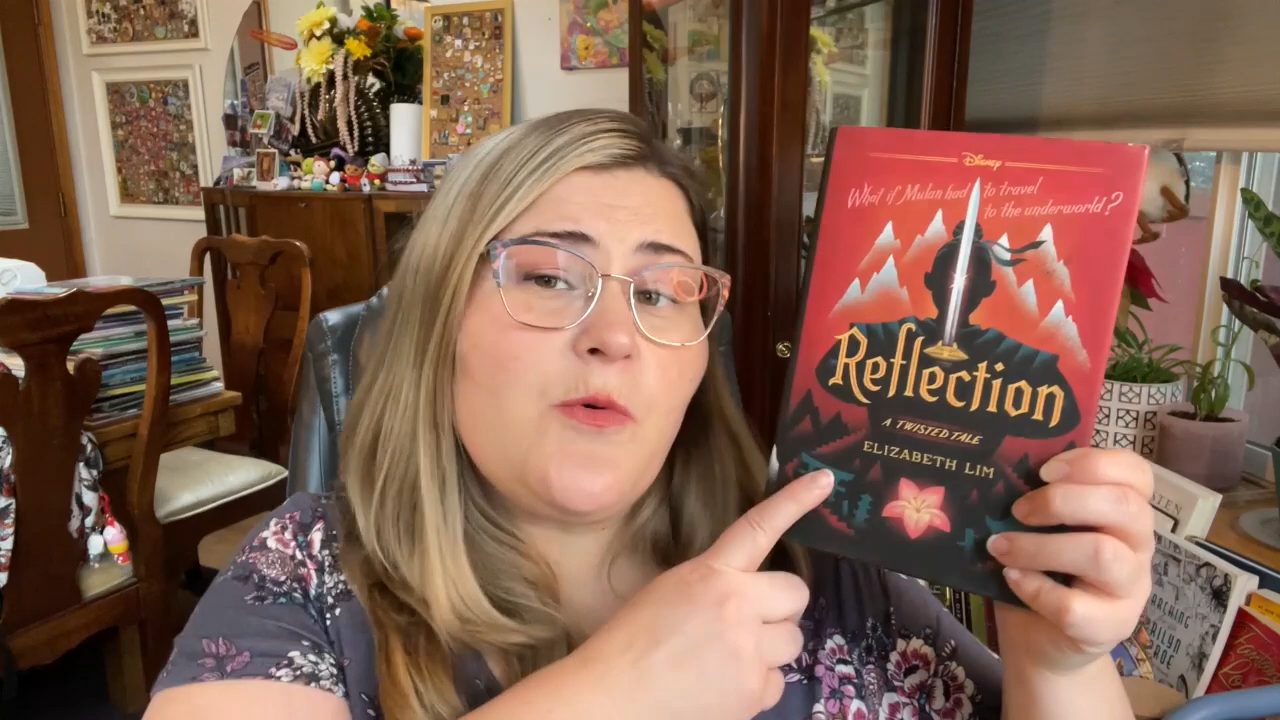 Disney
What if Mulan had to travel
to the underworld?
Reflection
A TWISTED TALE
ELIZABETH LIM